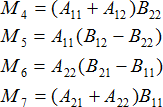 M₄ = (A₁₁ + A₁₂)B₂₂
M₅ = A₁₁(B₁₂ − B₂₂)
M₆ = A₂₂(B₂₁ − B₁₁)
M₇ = (A₂₁ + A₂₂)B₁₁